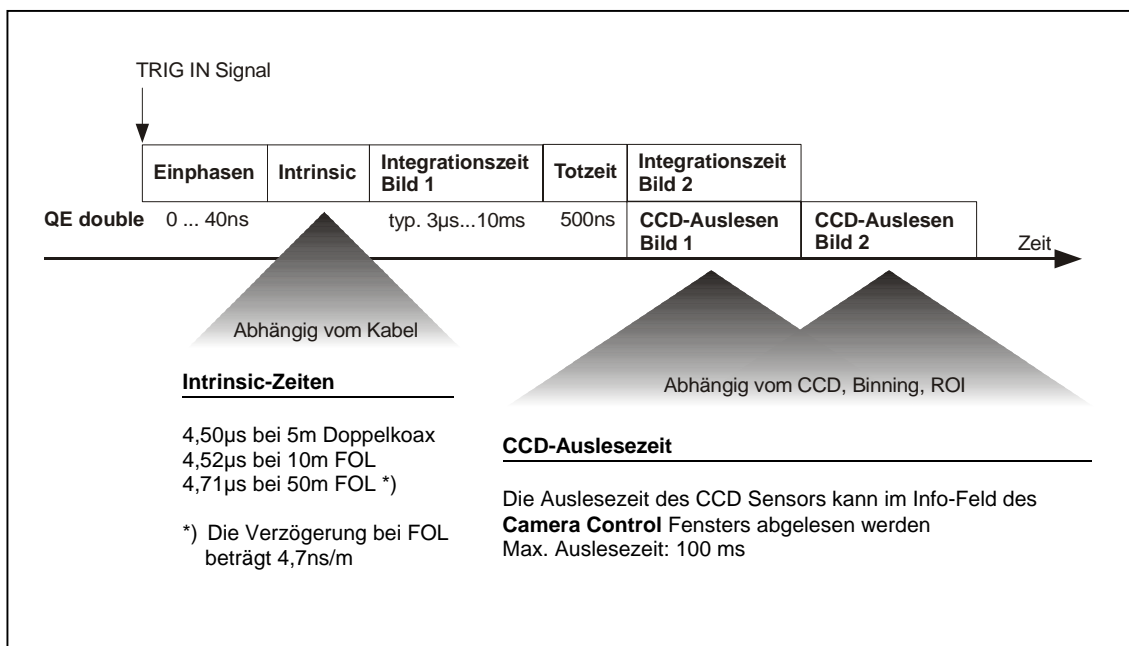 TRIG IN Signal
Einphasen Intrinsic Integrationszeit Bild 1 Totzeit Integrationszeit Bild 2
QE double 0 ... 40ns typ. 3µs...10ms 500ns CCD-Auslesen Bild 1 CCD-Auslesen Bild 2 Zeit
Abhängig vom Kabel
Intrinsic-Zeiten
4,50µs bei 5m Doppelkoax
4,52µs bei 10m FOL
4,71µs bei 50m FOL *)
*) Die Verzögerung bei FOL
beträgt 4,7ns/m
Abhängig vom CCD, Binning, ROI
CCD-Auslesezeit
Die Auslesezeit des CCD Sensors kann im Info-Feld des
Camera Control Fensters abgelesen werden
Max. Auslesezeit: 100 ms